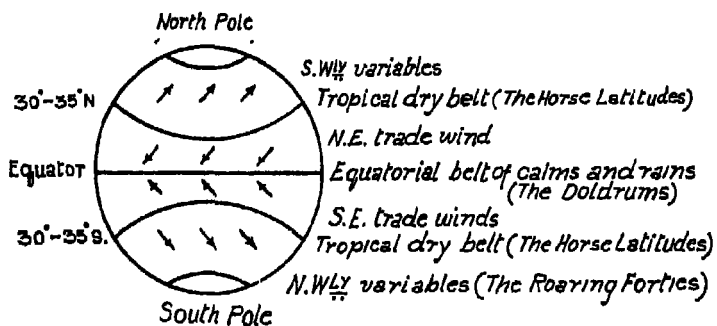 North Pole
S.WLY variables
30°-35°N
Tropical dry belt (The Horse Latitudes)
N.E. trade wind
Equator
Equatorial belt of calms and rains
(The Doldrums)
S.E. trade winds
30°-35°S.
Tropical dry belt (The Horse Latitudes)
N.WLY variables (The Roaring Forties)
South Pole